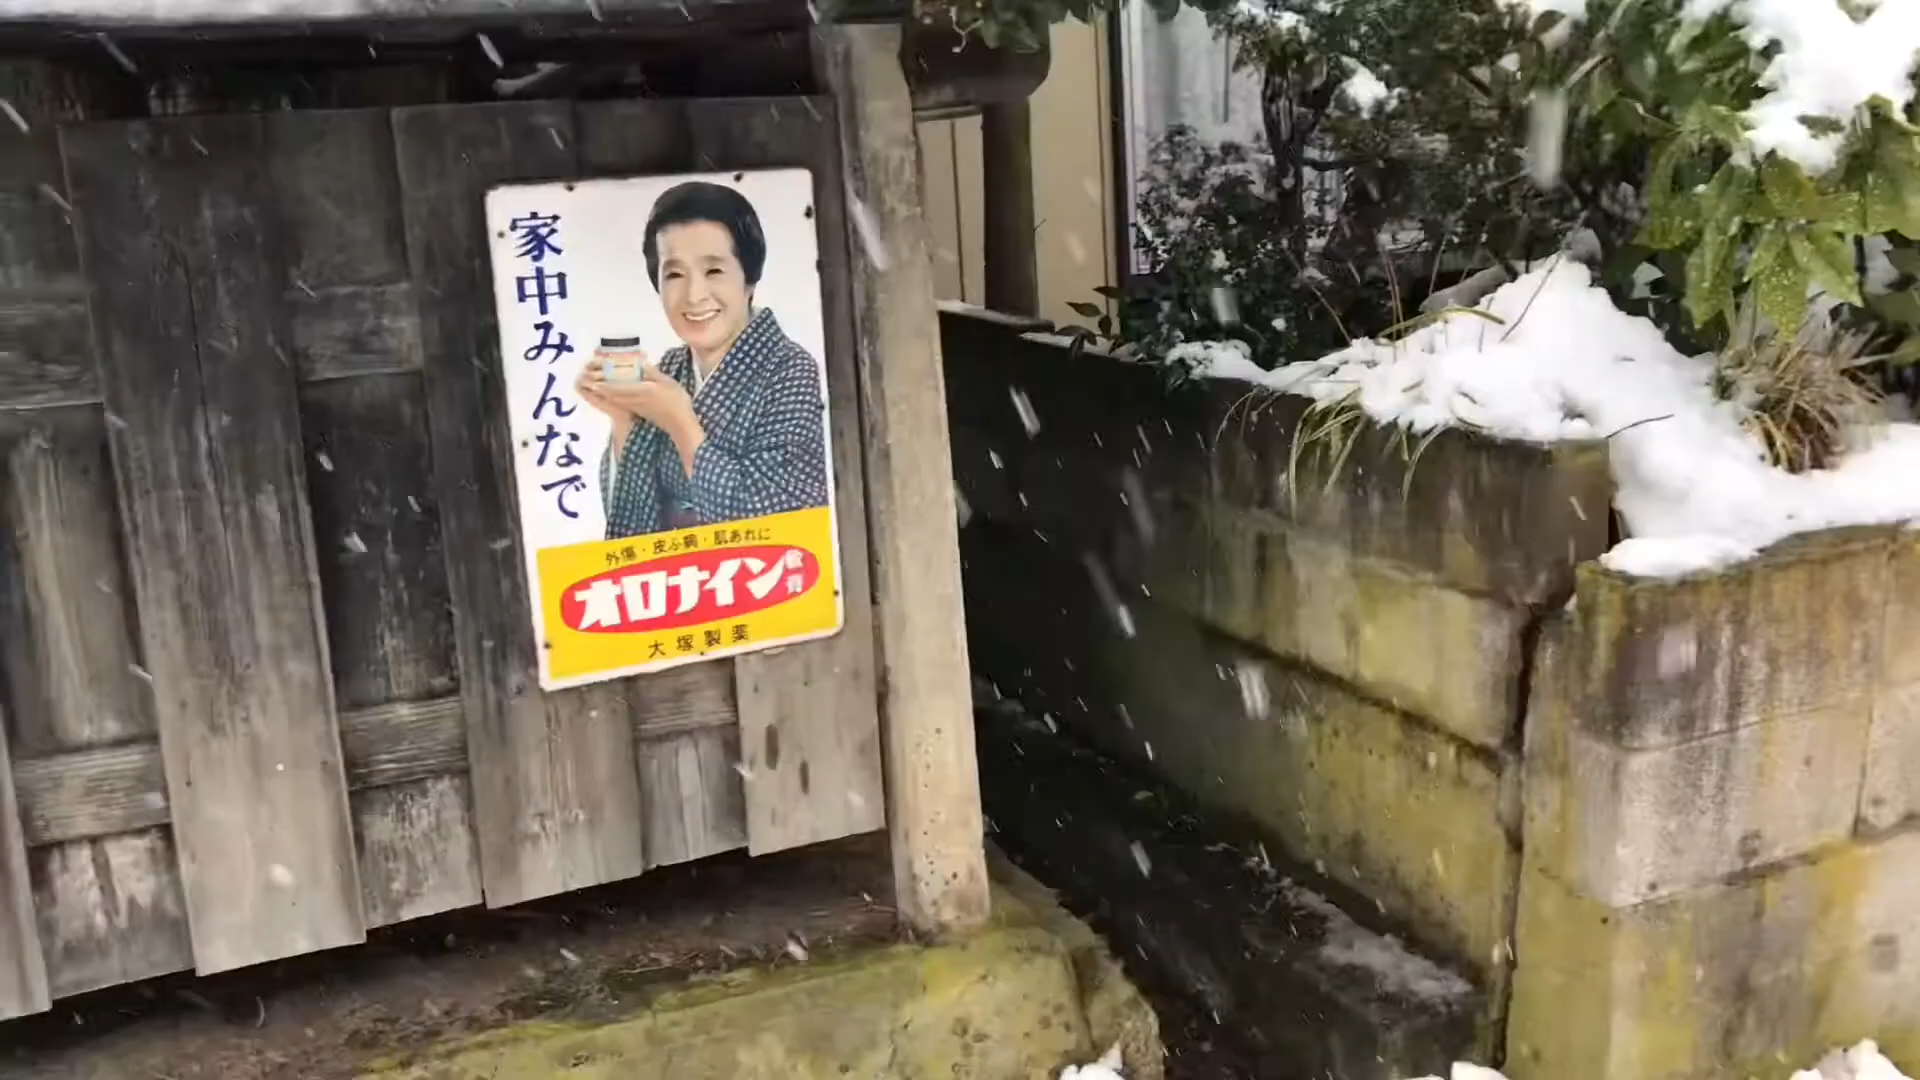 家中みんなで
外傷・皮ふ病・肌あれに
オロナイン軟膏
大塚製薬